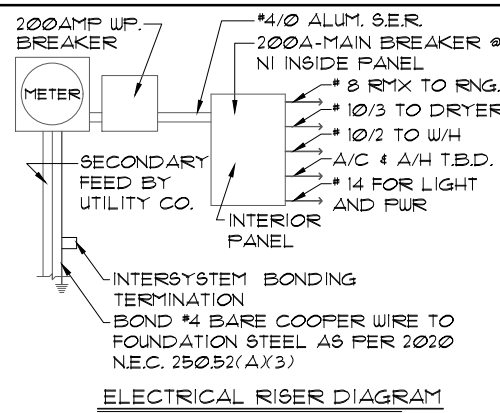 200AMP WP.
BREAKER
#4/0 ALUM. S.E.R.
200A-MAIN BREAKER @
N1 INSIDE PANEL
METER
# 8 RMX TO RNG.
# 10/3 TO DRYER
# 10/2 TO W/H
A/C & A/H T.B.D.
# 14 FOR LIGHT
AND PWR
SECONDARY
FEED BY
UTILITY CO.
INTERIOR
PANEL
INTERSYSTEM BONDING
TERMINATION
BOND #4 BARE COOPER WIRE TO
FOUNDATION STEEL AS PER 2020
N.E.C. 250.52(A)(3)
ELECTRICAL RISER DIAGRAM